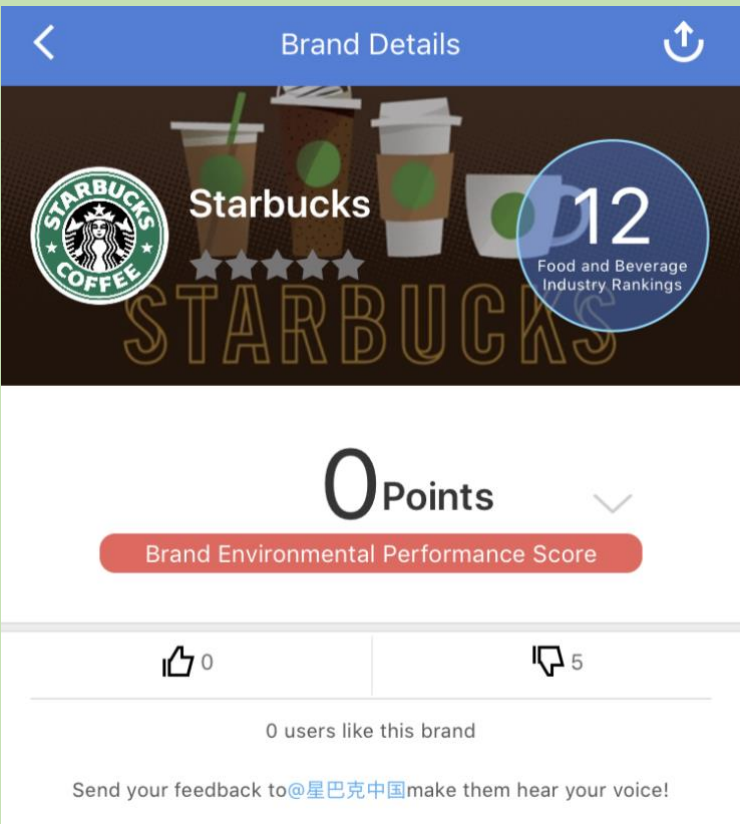 Brand Details
STARBUCKS
COFFEE
Starbucks
12
Food and Beverage
Industry Rankings
STARBUCKS
0 Points
Brand Environmental Performance Score
0
5
0 users like this brand
Send your feedback to@星巴克中国make them hear your voice!